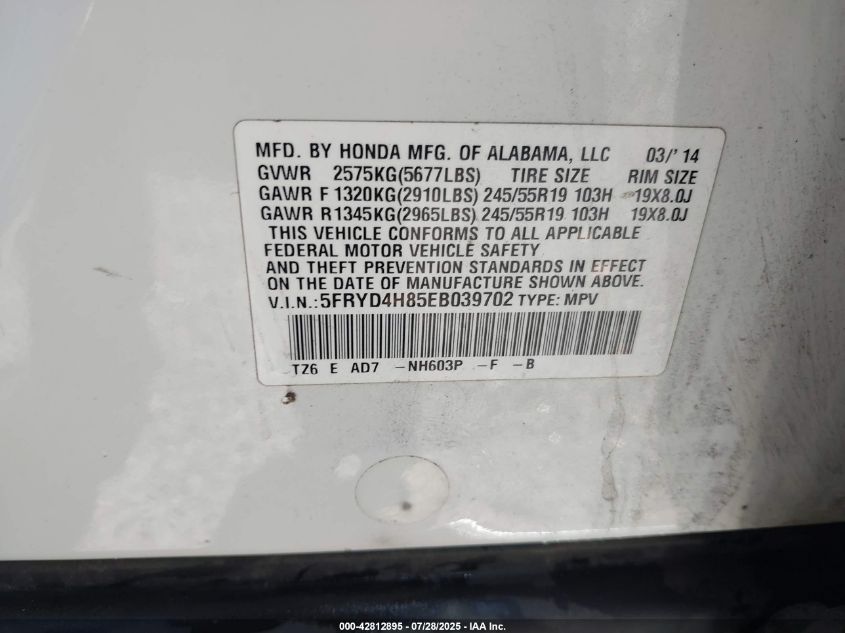 MFD. BY HONDA MFG. OF ALABAMA, LLC 03/'14
GVWR 2575KG(5677LBS) TIRE SIZE RIM SIZE
GAWR F 1320KG(2910LBS) 245/55R19 103H 19X8.0J
GAWR R 1345KG(2965LBS) 245/55R19 103H 19X8.0J
THIS VEHICLE CONFORMS TO ALL APPLICABLE
FEDERAL MOTOR VEHICLE SAFETY
AND THEFT PREVENTION STANDARDS IN EFFECT
ON THE DATE OF MANUFACTURE SHOWN ABOVE.
V.I.N.:5FRYD4H85EB039702 TYPE: MPV
TZ6 E AD7 -NH603P -F -B
000-42812895 - 07/28/2025 - IAA Inc.